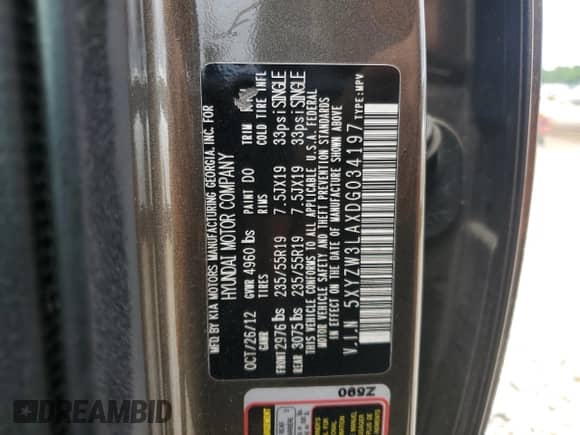 MFD BY KIA MOTORS MANUFACTURING GEORGIA, INC. FOR
HYUNDAI MOTOR COMPANY
OCT/26/12 GVWR 4960 lbs PAINT DO TRIM
GAWR TIRES RIMS COLD TIRE INFL
FRONT 2976 lbs 235/55R19 7.5JX19 33psi SINGLE
REAR 3075 lbs 235/55R19 7.5JX19 33psi SINGLE
THIS VEHICLE CONFORMS TO ALL APPLICABLE U.S.A. FEDERAL
MOTOR VEHICLE SAFETY AND THEFT PREVENTION STANDARDS
IN EFFECT ON THE DATE OF MANUFACTURE SHOWN ABOVE
V.I.N 5XYZW3LAXDG034197 TYPE:MPV
Z590
DREAMBID